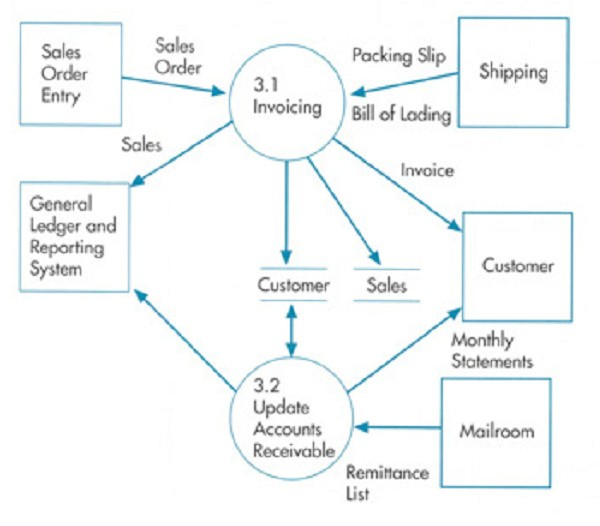 Sales
Order
Entry
Sales
Order
3.1
Invoicing
Packing Slip
Bill of Lading
Shipping
Sales
Invoice
General
Ledger and
Reporting
System
Customer
Sales
Customer
Monthly
Statements
3.2
Update
Accounts
Receivable
Mailroom
Remittance
List